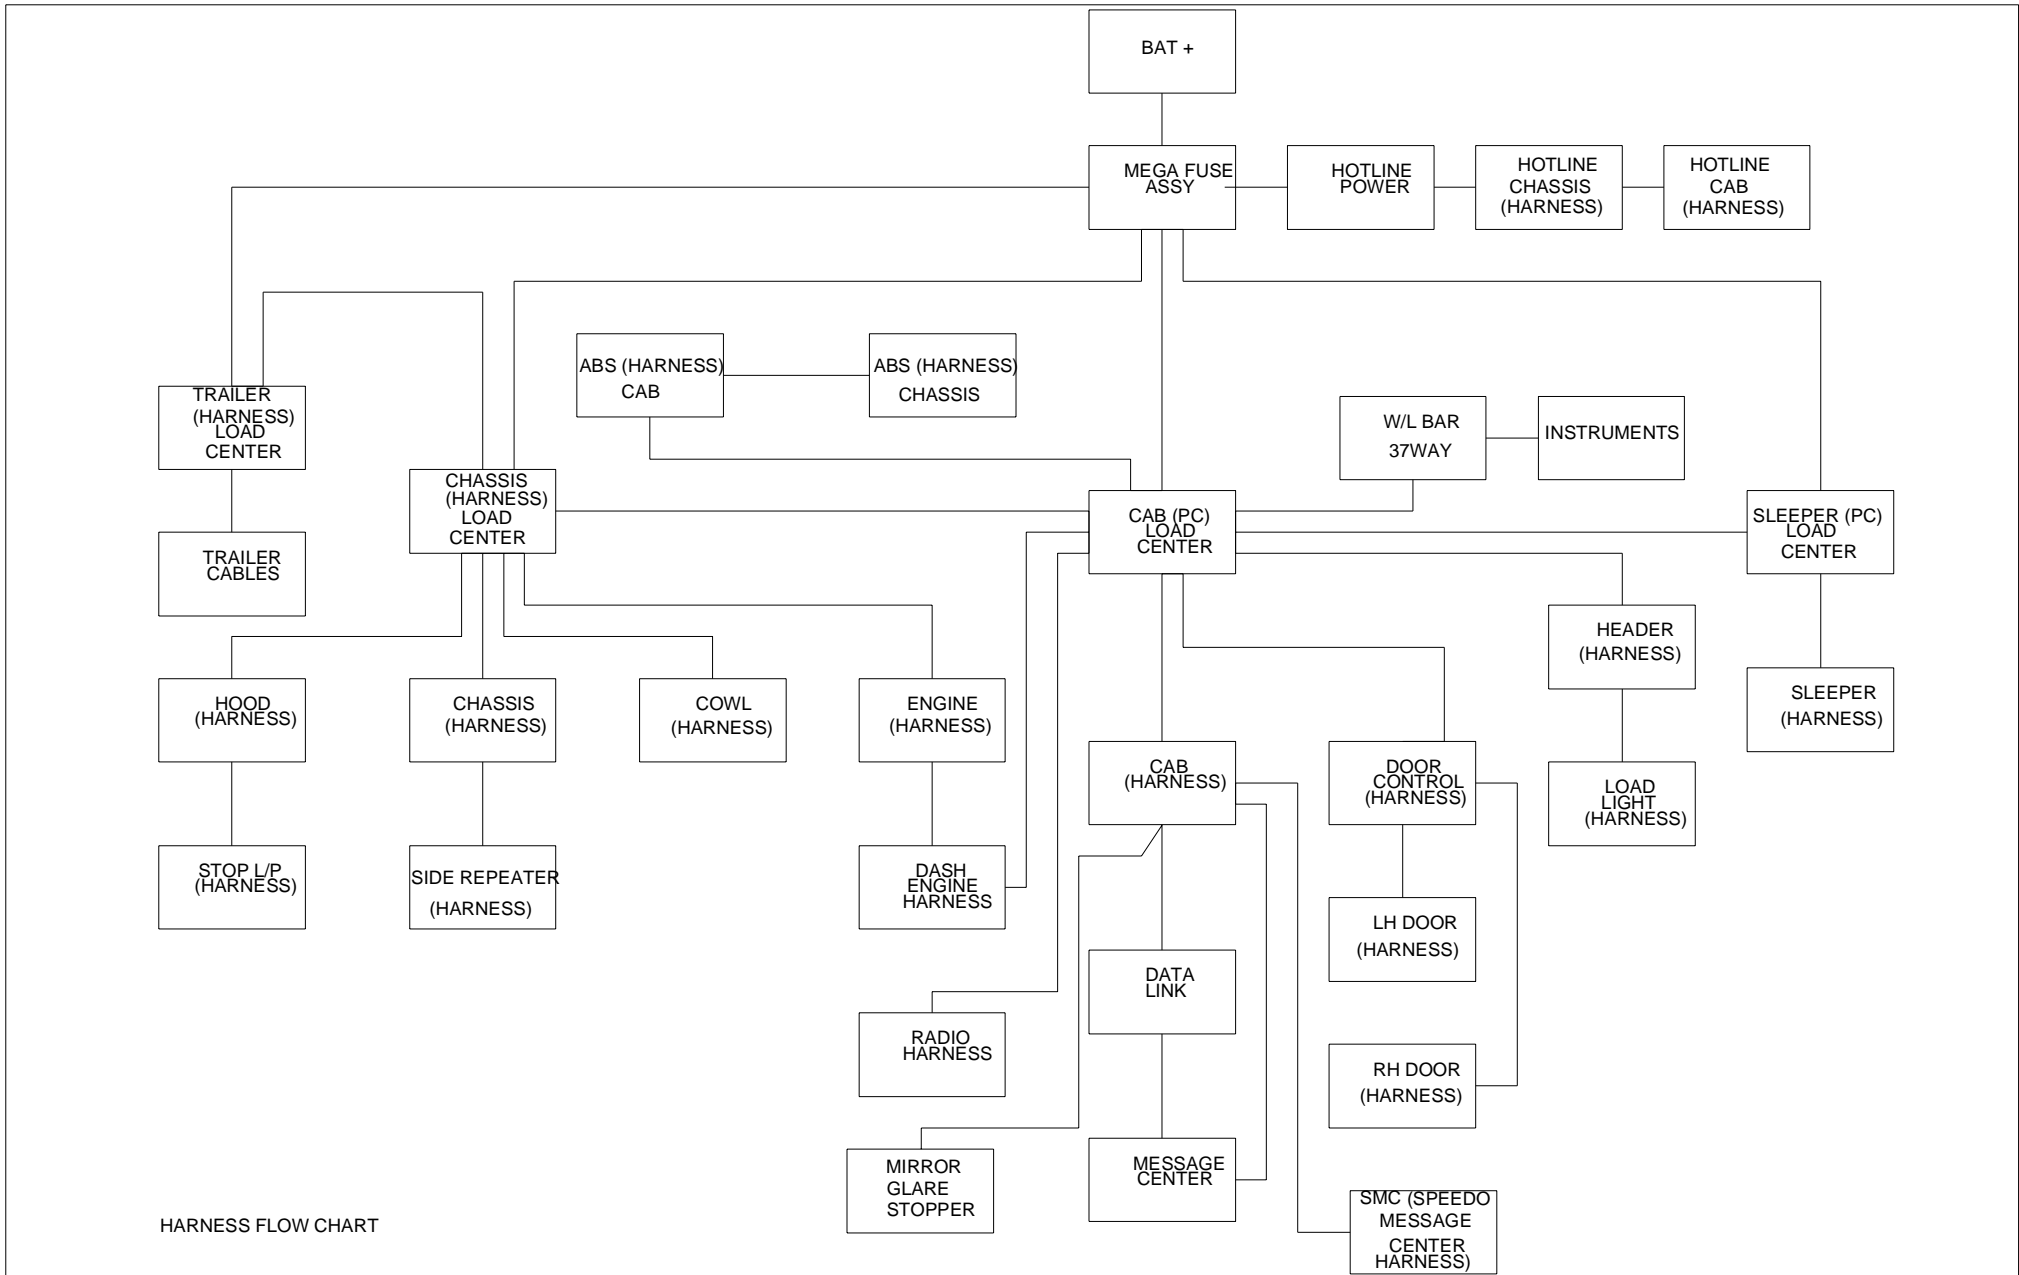 BAT +
MEGA FUSE
ASSY
HOTLINE
POWER
HOTLINE
CHASSIS
(HARNESS)
HOTLINE
CAB
(HARNESS)
ABS (HARNESS)
CAB
ABS (HARNESS)
CHASSIS
TRAILER
(HARNESS)
LOAD
CENTER
W/L BAR
37WAY
INSTRUMENTS
CHASSIS
(HARNESS)
LOAD
CENTER
CAB (PC)
LOAD
CENTER
SLEEPER (PC)
LOAD
CENTER
TRAILER
CABLES
HEADER
(HARNESS)
HOOD
(HARNESS)
CHASSIS
(HARNESS)
COWL
(HARNESS)
ENGINE
(HARNESS)
SLEEPER
(HARNESS)
CAB
(HARNESS)
DOOR
CONTROL
(HARNESS)
LOAD
LIGHT
(HARNESS)
STOP L/P
(HARNESS)
SIDE REPEATER
(HARNESS)
DASH
ENGINE
HARNESS
LH DOOR
(HARNESS)
DATA
LINK
RADIO
HARNESS
RH DOOR
(HARNESS)
MIRROR
GLARE
STOPPER
MESSAGE
CENTER
SMC (SPEEDO
MESSAGE
CENTER
HARNESS)
HARNESS FLOW CHART